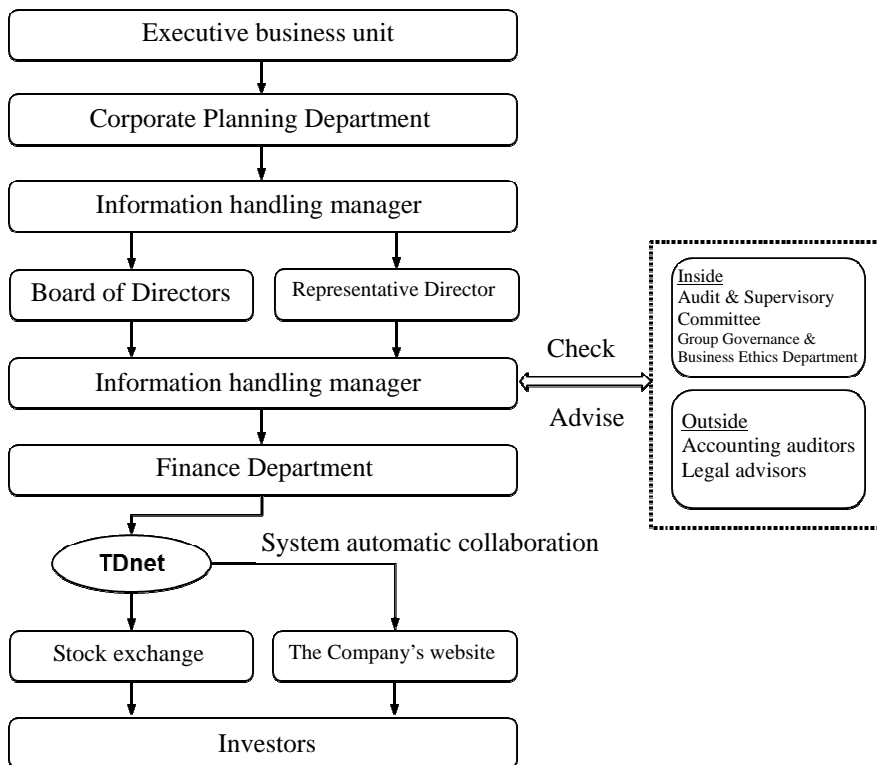 Executive business unit
Corporate Planning Department
Information handling manager
Board of Directors
Representative Director
Information handling manager
Check
Advise
Inside
Audit & Supervisory
Committee
Group Governance &
Business Ethics Department
Outside
Accounting auditors
Legal advisors
Finance Department
TDnet
System automatic collaboration
Stock exchange
The Company’s website
Investors